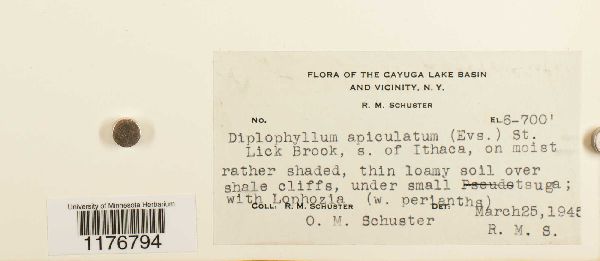 FLORA OF THE CAYUGA LAKE BASIN
AND VICINITY, N. Y.
R. M. SCHUSTER
NO. EL. 6-700'
Diplophyllum apiculatum (Evs.) St.
Lick Brook, s. of Ithaca, on moist
rather shaded, thin loamy soil over
shale cliffs, under small Pseudotsuga;
with Lophozia (w. perianths)
COLL: R. M. SCHUSTER DET: March25,1945
O. M. Schuster R. M. S.
University of Minnesota Herbarium
1176794